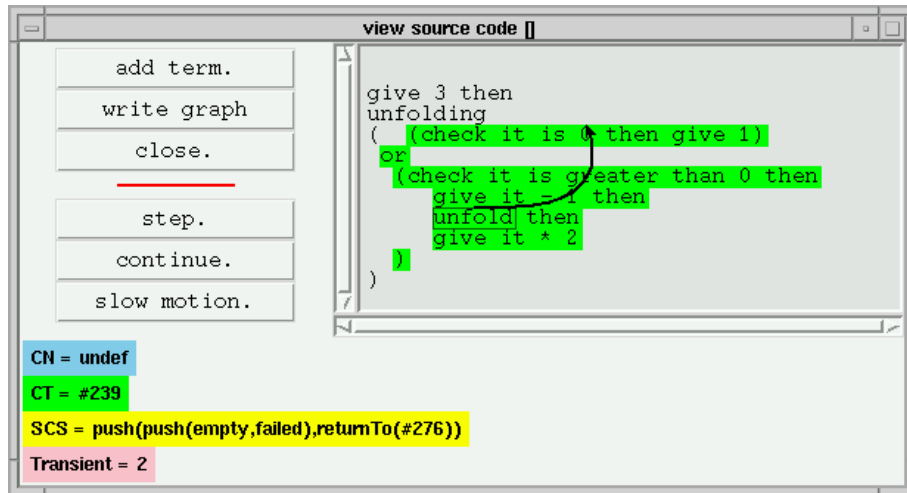 view source code []
add term.
write graph
close.
step.
continue.
slow motion.
give 3 then
unfolding
( (check it is 0 then give 1)
or
(check it is greater than 0 then
give it - 1 then
unfold then
give it * 2
)
)
CN = undef
CT = #239
SCS = push(push(empty,failed),returnTo(#276))
Transient = 2